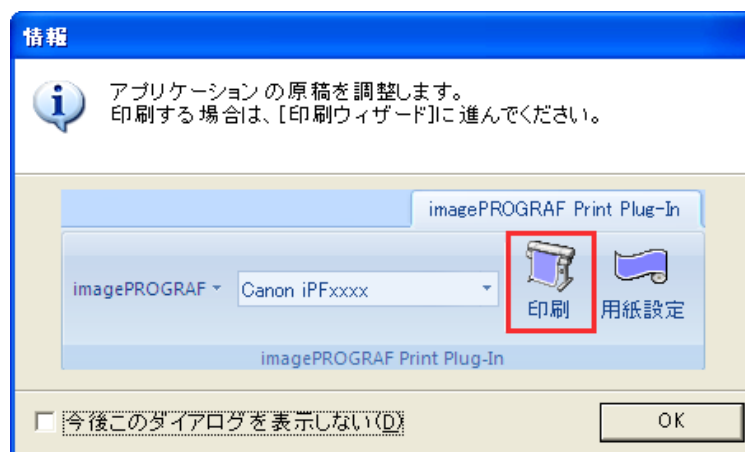 情報
アプリケーションの原稿を調整します。
印刷する場合は、[印刷ウィザード]に進んでください。
imagePROGRAF Print Plug-In
imagePROGRAF
Canon iPFxxxx
印刷
用紙設定
imagePROGRAF Print Plug-In
今後このダイアログを表示しない(D)
OK